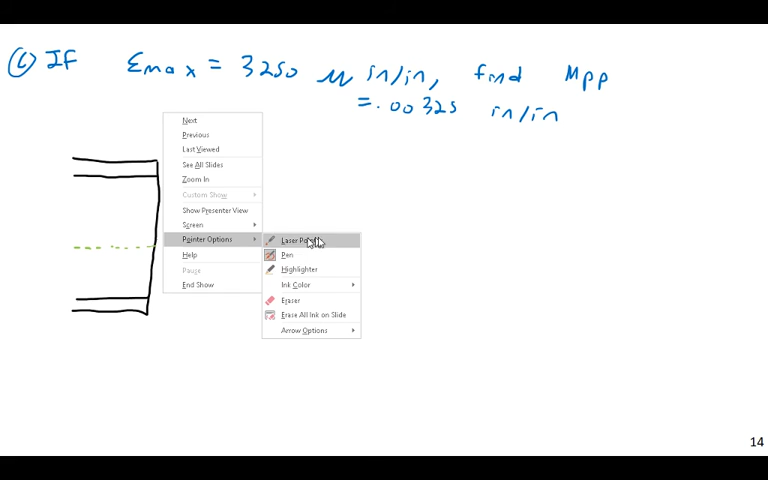 (c) If εmax = 3250 μ in/in, find Mpp
= .00325 in/in
Next
Previous
Last Viewed
See All Slides
Zoom In
Custom Show
Show Presenter View
Screen
Pointer Options
Help
Pause
End Show
Laser Poin
Pen
Highlighter
Ink Color
Eraser
Erase All Ink on Slide
Arrow Options
14